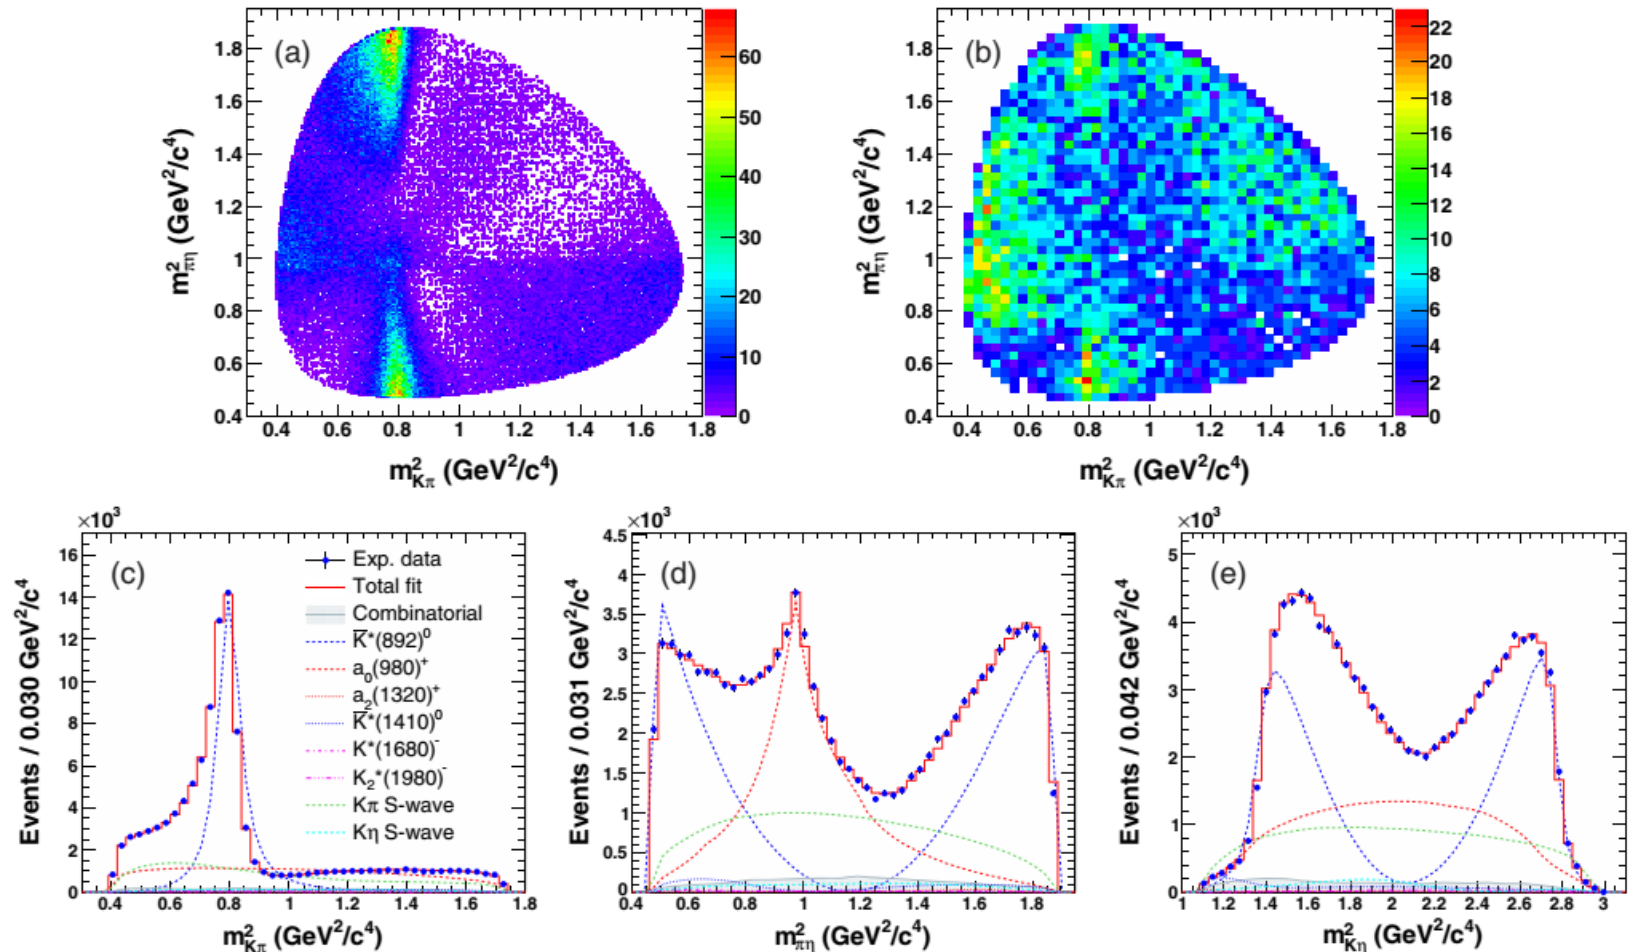 (a)
m²πη (GeV²/c⁴)
1.8
1.6
1.4
1.2
1
0.8
0.6
0.4
0.4 0.6 0.8 1 1.2 1.4 1.6 1.8
m²Kπ (GeV²/c⁴)
60
50
40
30
20
10
0
(b)
m²πη (GeV²/c⁴)
1.8
1.6
1.4
1.2
1
0.8
0.6
0.4
0.4 0.6 0.8 1 1.2 1.4 1.6 1.8
m²Kπ (GeV²/c⁴)
22
20
18
16
14
12
10
8
6
4
2
0
×10³
(c)
Events / 0.030 GeV²/c⁴
16
14
12
10
8
6
4
2
0
Exp. data
Total fit
Combinatorial
K̅*(892)⁰
a₀(980)⁺
a₂(1320)⁺
K̅*(1410)⁰
K*(1680)⁻
K₂*(1980)⁻
Kπ S-wave
Kη S-wave
0.4 0.6 0.8 1 1.2 1.4 1.6 1.8
m²Kπ (GeV²/c⁴)
×10³
(d)
Events / 0.031 GeV²/c⁴
4.5
4
3.5
3
2.5
2
1.5
1
0.5
0
0.4 0.6 0.8 1 1.2 1.4 1.6 1.8
m²πη (GeV²/c⁴)
×10³
(e)
Events / 0.042 GeV²/c⁴
5
4
3
2
1
0
1 1.2 1.4 1.6 1.8 2 2.2 2.4 2.6 2.8 3
m²Kη (GeV²/c⁴)